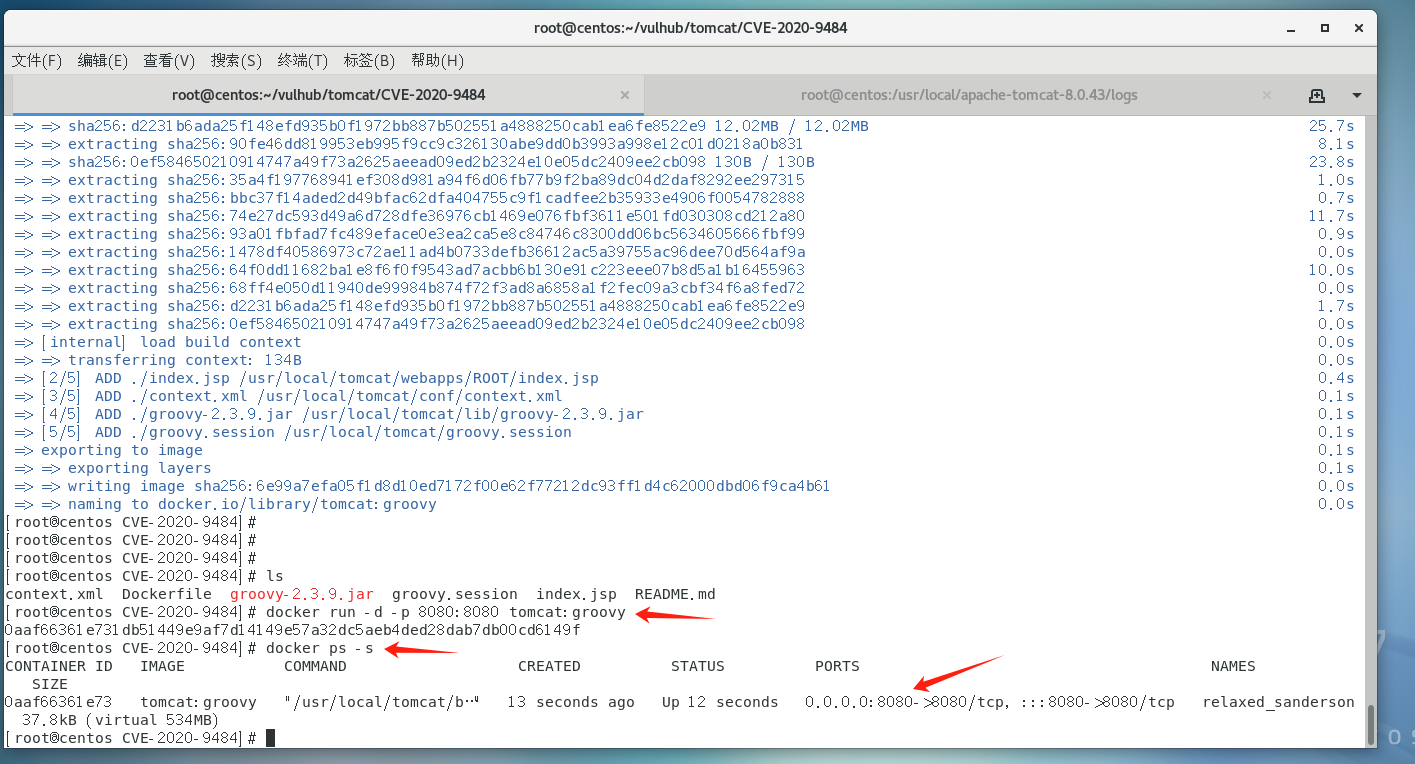 root@centos:~/vulhub/tomcat/CVE-2020-9484
文件(F) 编辑(E) 查看(V) 搜索(S) 终端(T) 标签(B) 帮助(H)
root@centos:~/vulhub/tomcat/CVE-2020-9484 × root@centos:/usr/local/apache-tomcat-8.0.43/logs ×
=> => sha256:d2231b6ada25f148efd935b0f1972bb887b502551a4888250cab1ea6fe8522e9 12.02MB / 12.02MB 25.7s
=> => extracting sha256:90fe46dd819953eb995f9cc9c326130abe9dd0b3993a998e12c01d0218a0b831 8.1s
=> => sha256:0ef584650210914747a49f73a2625aeead09ed2b2324e10e05dc2409ee2cb098 130B / 130B 23.8s
=> => extracting sha256:35a4f197768941ef308d981a94f6d06fb77b9f2ba89dc04d2daf8292ee297315 1.0s
=> => extracting sha256:bbc37f14aded2d49bfac62dfa404755c9f1cadfee2b35933e4906f0054782888 0.7s
=> => extracting sha256:74e27dc593d49a6d728dfe36976cb1469e076fbf3611e501fd030308cd212a80 11.7s
=> => extracting sha256:93a01fbfad7fc489eface0e3ea2ca5e8c84746c8300dd06bc5634605666fbf99 0.9s
=> => extracting sha256:1478df40586973c72ae11ad4b0733defb36612ac5a39755ac96dee70d564af9a 0.0s
=> => extracting sha256:64f0dd11682ba1e8f6f0f9543ad7acbb6b130e91c223eee07b8d5a1b16455963 10.0s
=> => extracting sha256:68ff4e050d11940de99984b874f72f3ad8a6858a1f2fec09a3cbf34f6a8fed72 0.0s
=> => extracting sha256:d2231b6ada25f148efd935b0f1972bb887b502551a4888250cab1ea6fe8522e9 1.7s
=> => extracting sha256:0ef584650210914747a49f73a2625aeead09ed2b2324e10e05dc2409ee2cb098 0.0s
=> [internal] load build context 0.0s
=> => transferring context: 134B 0.0s
=> [2/5] ADD ./index.jsp /usr/local/tomcat/webapps/ROOT/index.jsp 0.4s
=> [3/5] ADD ./context.xml /usr/local/tomcat/conf/context.xml 0.1s
=> [4/5] ADD ./groovy-2.3.9.jar /usr/local/tomcat/lib/groovy-2.3.9.jar 0.1s
=> [5/5] ADD ./groovy.session /usr/local/tomcat/groovy.session 0.1s
=> exporting to image 0.1s
=> => exporting layers 0.1s
=> => writing image sha256:6e99a7efa05f1d8d10ed7172f00e62f77212dc93ff1d4c62000dbd06f9ca4b61 0.0s
=> => naming to docker.io/library/tomcat:groovy 0.0s
[root@centos CVE-2020-9484]#
[root@centos CVE-2020-9484]#
[root@centos CVE-2020-9484]#
[root@centos CVE-2020-9484]# ls
context.xml Dockerfile groovy-2.3.9.jar groovy.session index.jsp README.md
[root@centos CVE-2020-9484]# docker run -d -p 8080:8080 tomcat:groovy
0aaf66361e731db51449e9af7d14149e57a32dc5aeb4ded28dab7db00cd6149f
[root@centos CVE-2020-9484]# docker ps -s
CONTAINER ID IMAGE COMMAND CREATED STATUS PORTS NAMES
SIZE
0aaf66361e73 tomcat:groovy "/usr/local/tomcat/b…" 13 seconds ago Up 12 seconds 0.0.0.0:8080->8080/tcp, :::8080->8080/tcp relaxed_sanderson
37.8kB (virtual 534MB)
[root@centos CVE-2020-9484]#